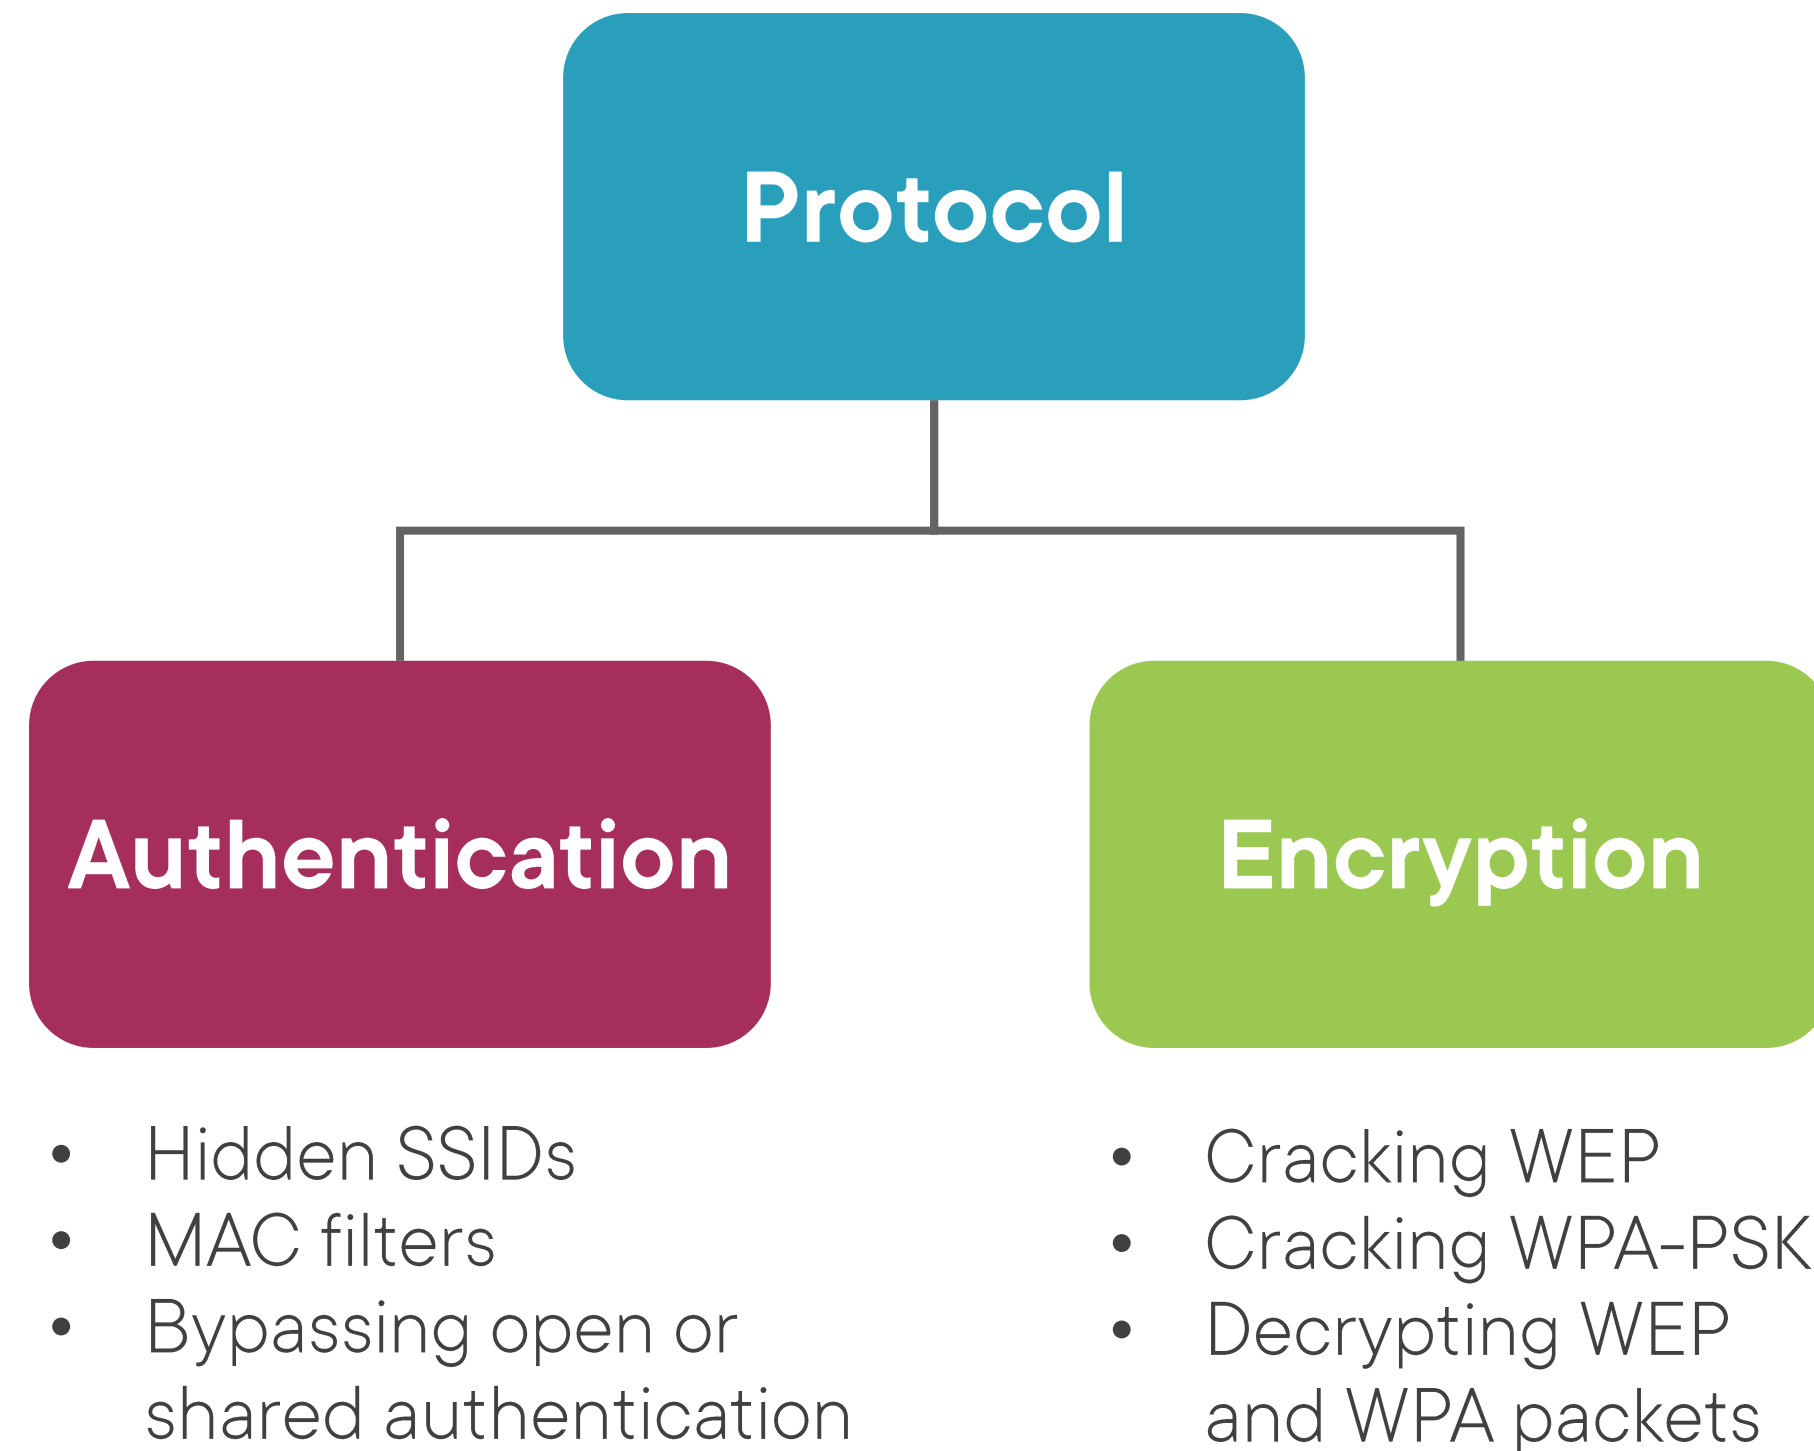 Protocol
Authentication
Encryption
• Hidden SSIDs
• MAC filters
• Bypassing open or
shared authentication
• Cracking WEP
• Cracking WPA-PSK
• Decrypting WEP
and WPA packets